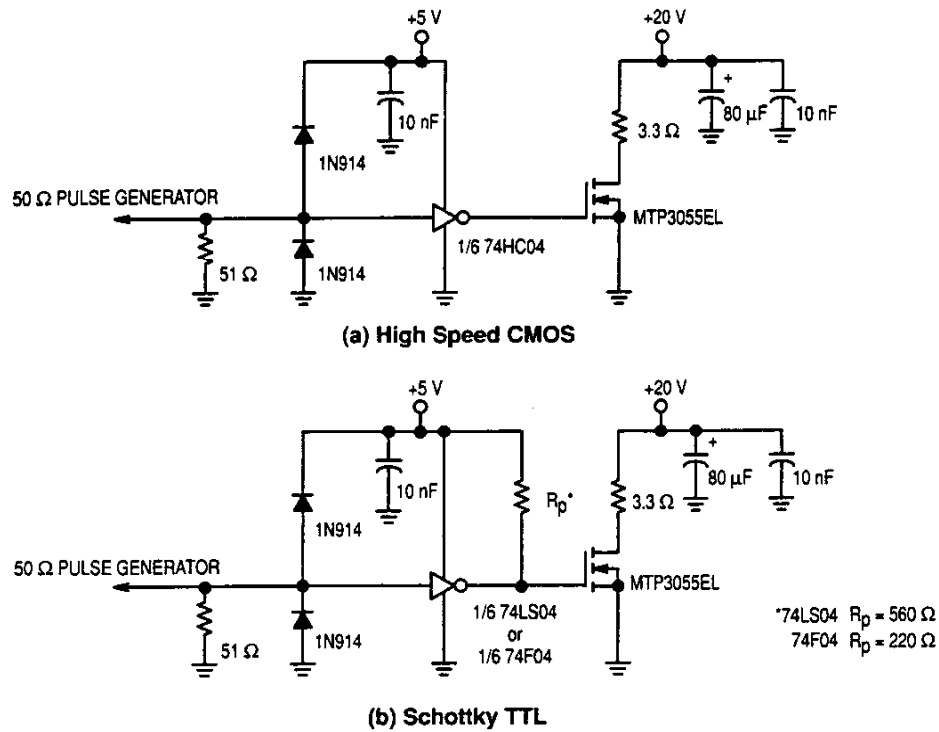 +5 V
+20 V
10 nF
+
80 µF
10 nF
3.3 Ω
1N914
50 Ω PULSE GENERATOR
MTP3055EL
1/6 74HC04
51 Ω
1N914
(a) High Speed CMOS
+5 V
+20 V
10 nF
Rp*
+
80 µF
10 nF
3.3 Ω
1N914
50 Ω PULSE GENERATOR
MTP3055EL
1/6 74LS04
or
1/6 74F04
51 Ω
1N914
*74LS04 Rp = 560 Ω
74F04 Rp = 220 Ω
(b) Schottky TTL